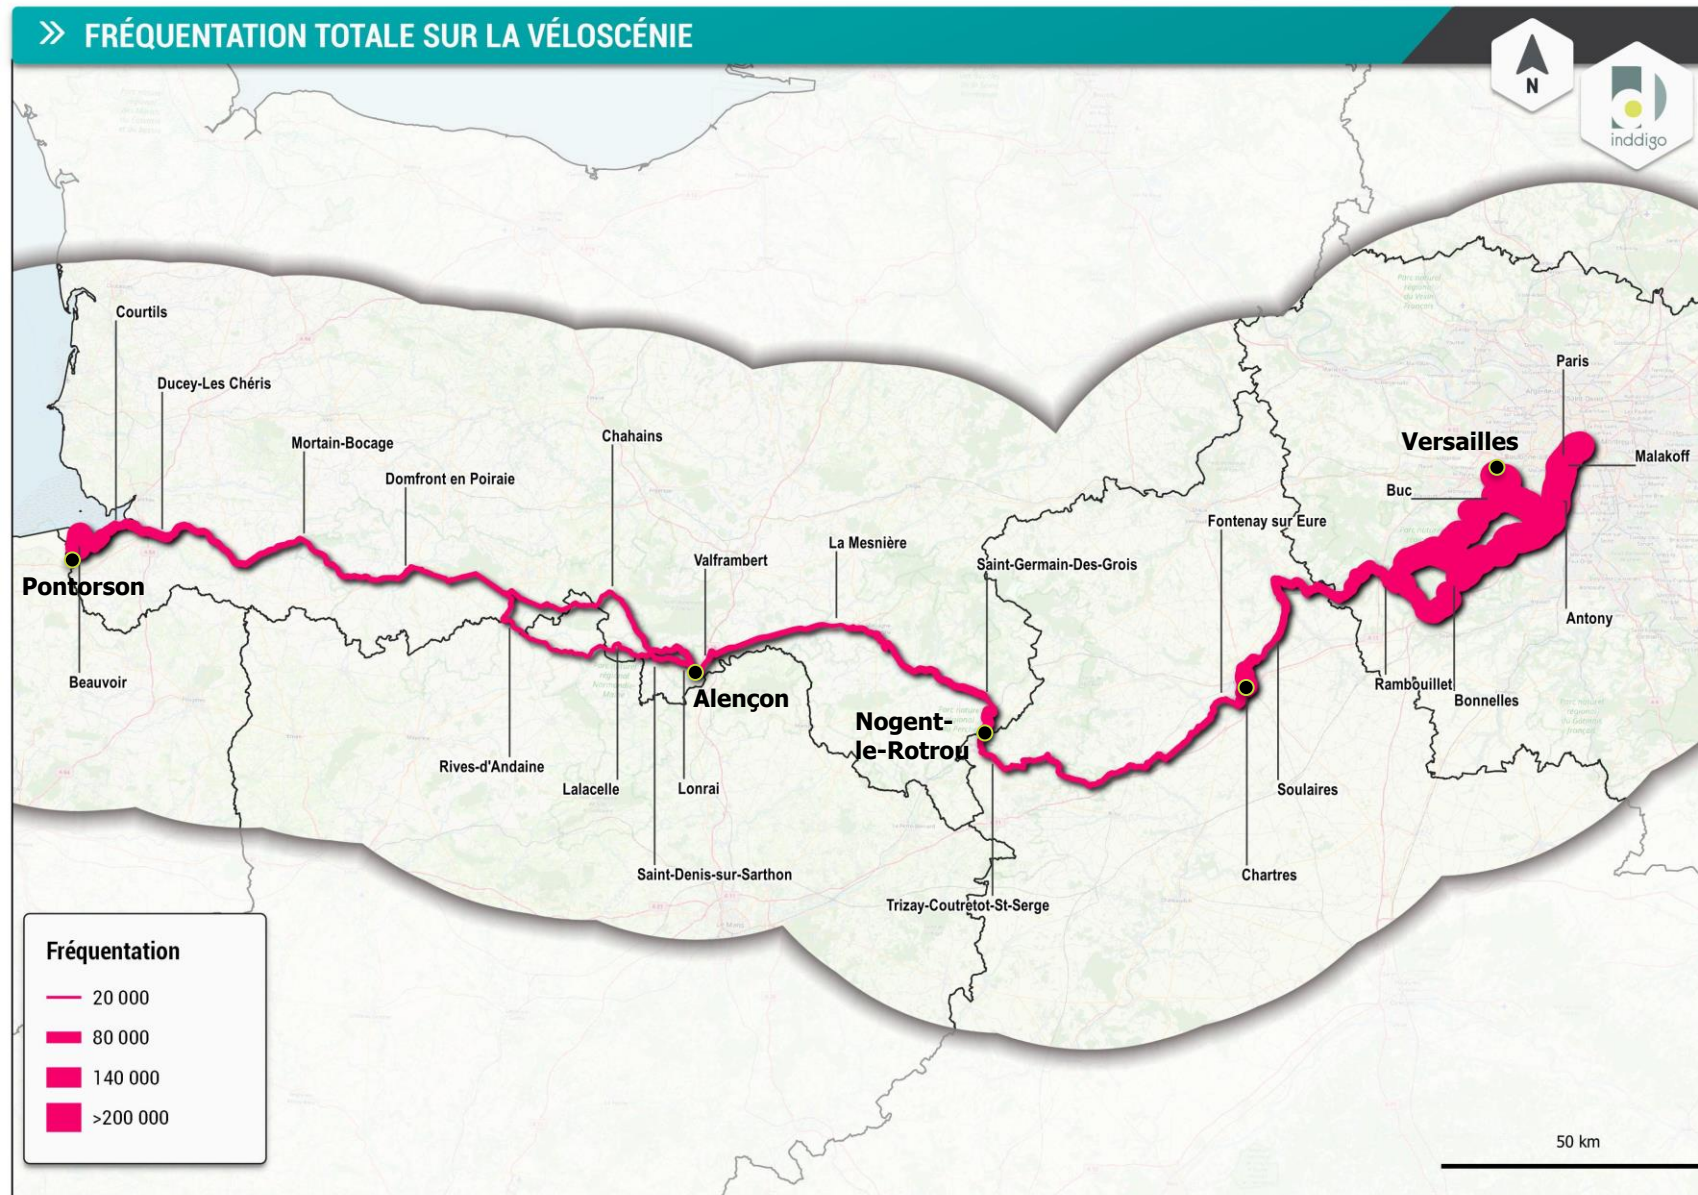 FRÉQUENTATION TOTALE SUR LA VÉLOSCÉNIE
N
inddigo
Courtils
Ducey-Les Chéris
Mortain-Bocage
Domfront en Poiraie
Chahains
Valframbert
La Mesnière
Saint-Germain-Des-Grois
Fontenay sur Eure
Paris
Versailles
Malakoff
Buc
Pontorson
Beauvoir
Alençon
Nogent-
le-Rotrou
Antony
Rambouillet
Bonnelles
Rives-d'Andaine
Lalacelle
Lonrai
Soulaires
Saint-Denis-sur-Sarthon
Chartres
Trizay-Coutretot-St-Serge
Fréquentation
20 000
80 000
140 000
>200 000
50 km